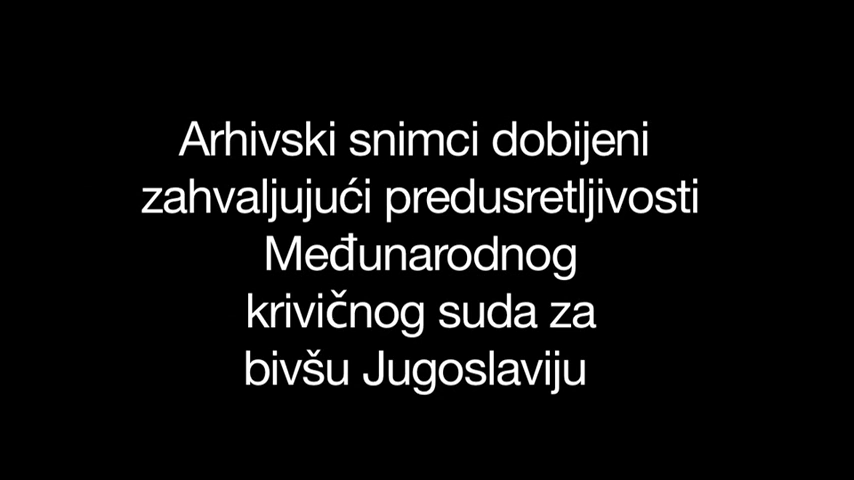 Arhivski snimci dobijeni
zahvaljujući predusretljivosti
Međunarodnog
krivičnog suda za
bivšu Jugoslaviju